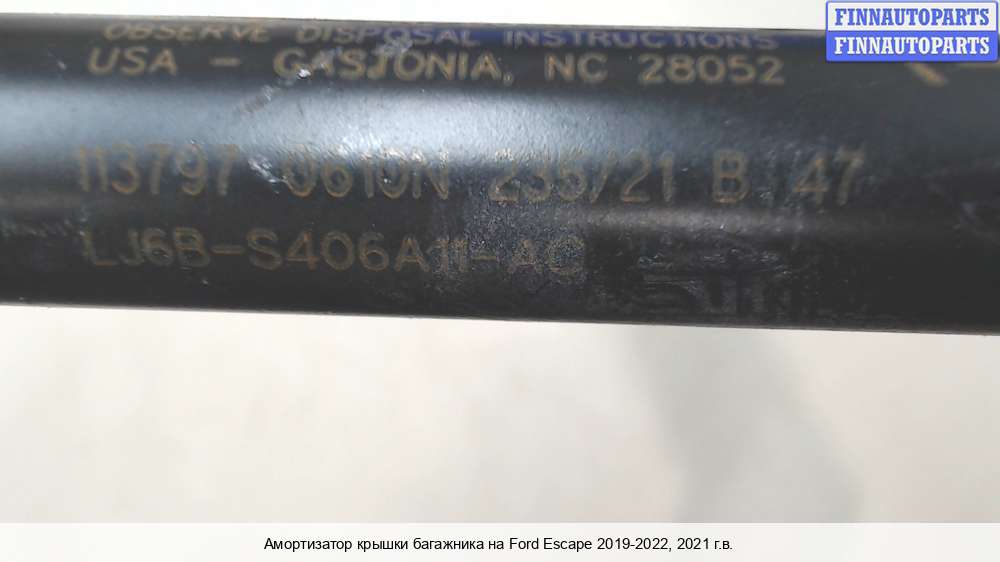 FINNAUTOPARTS
FINNAUTOPARTS
OBSERVE DISPOSAL INSTRUCTIONS
USA - GASTONIA, NC 28052
113797 0610N 235/21 B 47
LJ6B-S406A11-AC
Амортизатор крышки багажника на Ford Escape 2019-2022, 2021 г.в.